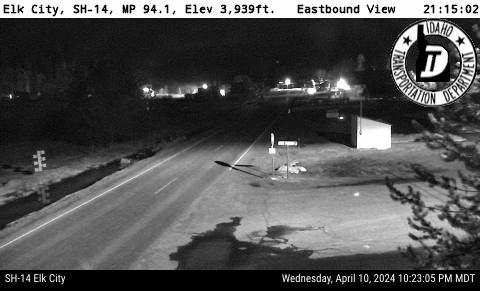 Elk City, SH-14, MP 94.1, Elev 3,939ft. Eastbound View 21:15:02
IDAHO
TRANSPORTATION DEPARTMENT
SH-14 Elk City Wednesday, April 10, 2024 10:23:05 PM MDT